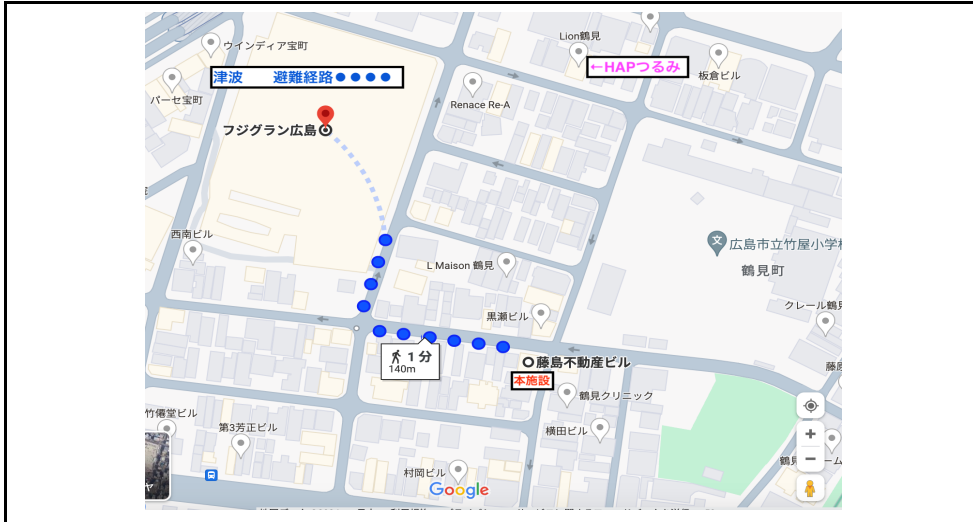 Lion鶴見
ウインディア宝町
←HAPつるみ
板倉ビル
津波 避難経路●●●●
パーセ宝町
Renace Re-A
フジグラン広島
西南ビル
広島市立竹屋小学校
鶴見町
L Maison 鶴見
クレール鶴見
黒瀬ビル
1 分
140m
藤島不動産ビル
本施設
藤
鶴見クリニック
竹僊堂ビル
第3芳正ビル
横田ビル
村岡ビル
Google